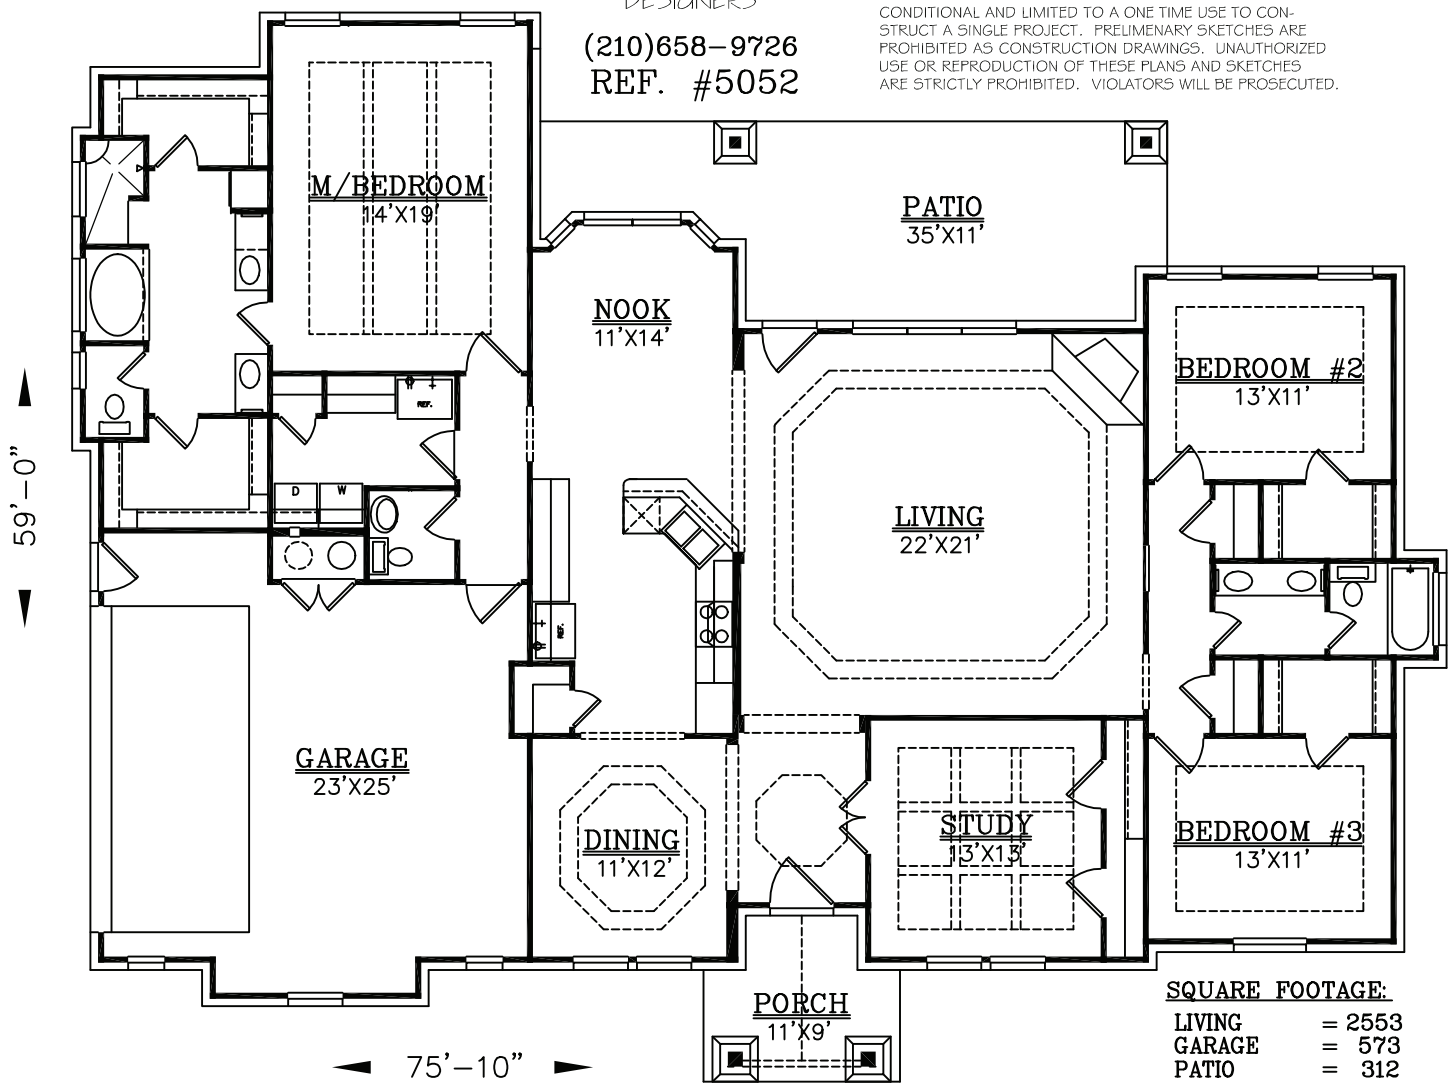 DESIGNERS
(210)658-9726
REF. #5052
CONDITIONAL AND LIMITED TO A ONE TIME USE TO CON-
STRUCT A SINGLE PROJECT. PRELIMENARY SKETCHES ARE
PROHIBITED AS CONSTRUCTION DRAWINGS. UNAUTHORIZED
USE OR REPRODUCTION OF THESE PLANS AND SKETCHES
ARE STRICTLY PROHIBITED. VIOLATORS WILL BE PROSECUTED.
M/BEDROOM
14'X19'
PATIO
35'X11'
NOOK
11'X14'
BEDROOM #2
13'X11'
REF.
59'-0"
D
W
LIVING
22'X21'
REF.
GARAGE
23'X25'
DINING
11'X12'
STUDY
13'X13'
BEDROOM #3
13'X11'
PORCH
11'X9'
75'-10"
SQUARE FOOTAGE:
LIVING = 2553
GARAGE = 573
PATIO = 312